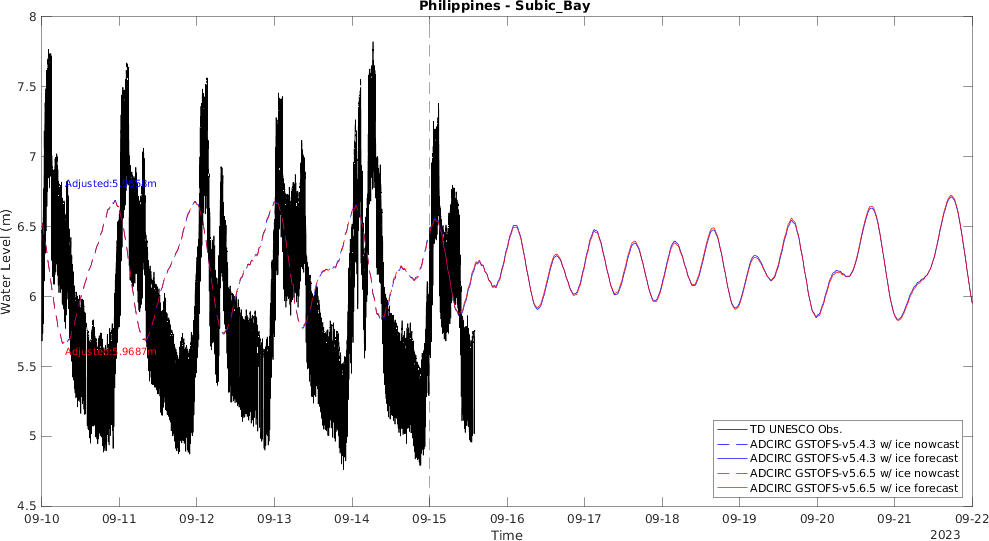 Philippines - Subic_Bay
8
7.5
7
6.5
6
5.5
5
4.5
Water Level (m)
Adjusted:5.9687m
TD UNESCO Obs.
ADCIRC GSTOFS-v5.4.3 w/ ice nowcast
ADCIRC GSTOFS-v5.4.3 w/ ice forecast
ADCIRC GSTOFS-v5.6.5 w/ ice nowcast
ADCIRC GSTOFS-v5.6.5 w/ ice forecast
09-10 09-11 09-12 09-13 09-14 09-15 09-16 09-17 09-18 09-19 09-20 09-21 09-22
Time
2023